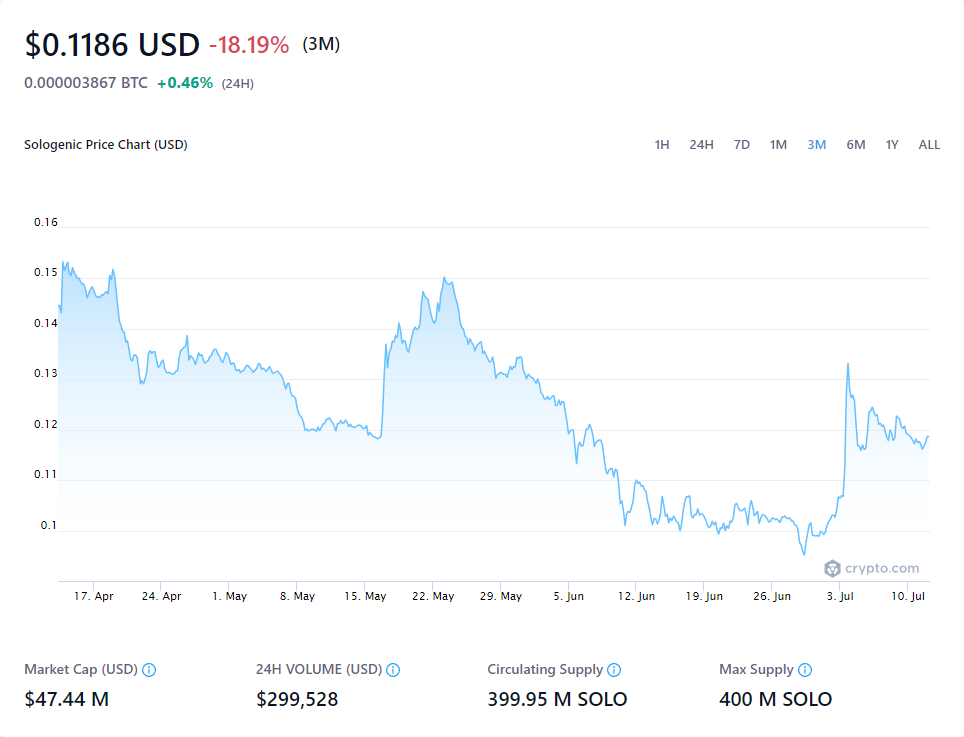 $0.1186 USD -18.19% (3M)
0.000003867 BTC +0.46% (24H)
Sologenic Price Chart (USD)
1H 24H 7D 1M 3M 6M 1Y ALL
0.16
0.15
0.14
0.13
0.12
0.11
0.1
crypto.com
17. Apr 24. Apr 1. May 8. May 15. May 22. May 29. May 5. Jun 12. Jun 19. Jun 26. Jun 3. Jul 10. Jul
Market Cap (USD) 24H VOLUME (USD) Circulating Supply Max Supply
$47.44 M $299,528 399.95 M SOLO 400 M SOLO